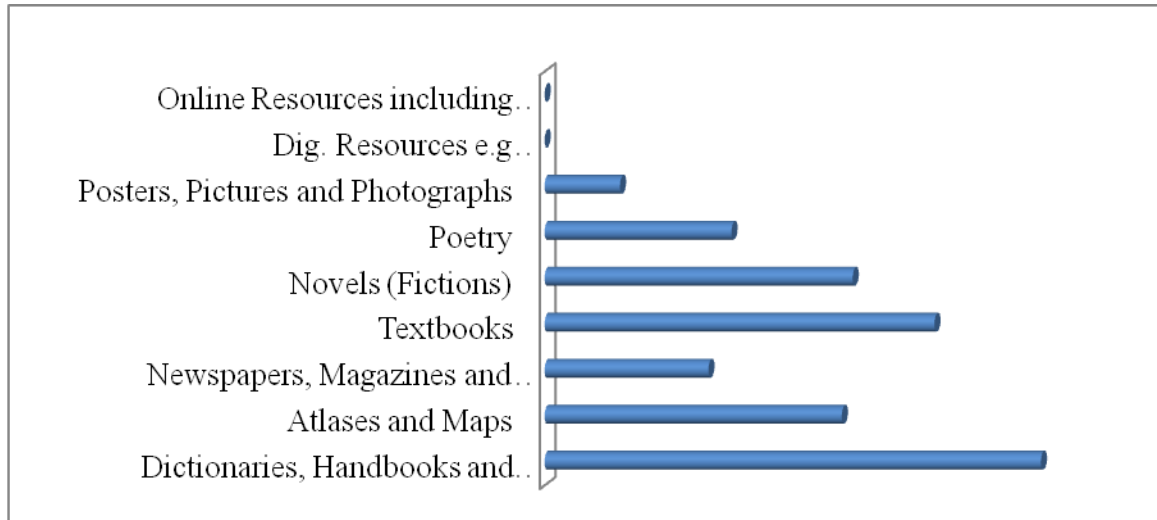 Online Resources including..
Dig. Resources e.g..
Posters, Pictures and Photographs
Poetry
Novels (Fictions)
Textbooks
Newspapers, Magazines and..
Atlases and Maps
Dictionaries, Handbooks and..